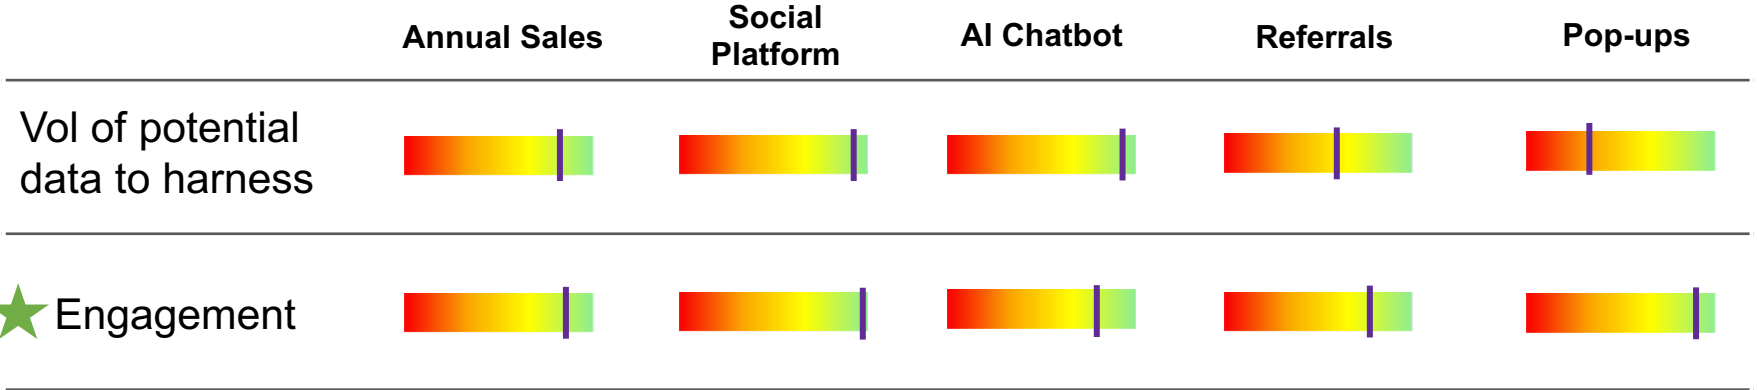 Annual Sales
Social
Platform
AI Chatbot
Referrals
Pop-ups
Vol of potential
data to harness
Engagement